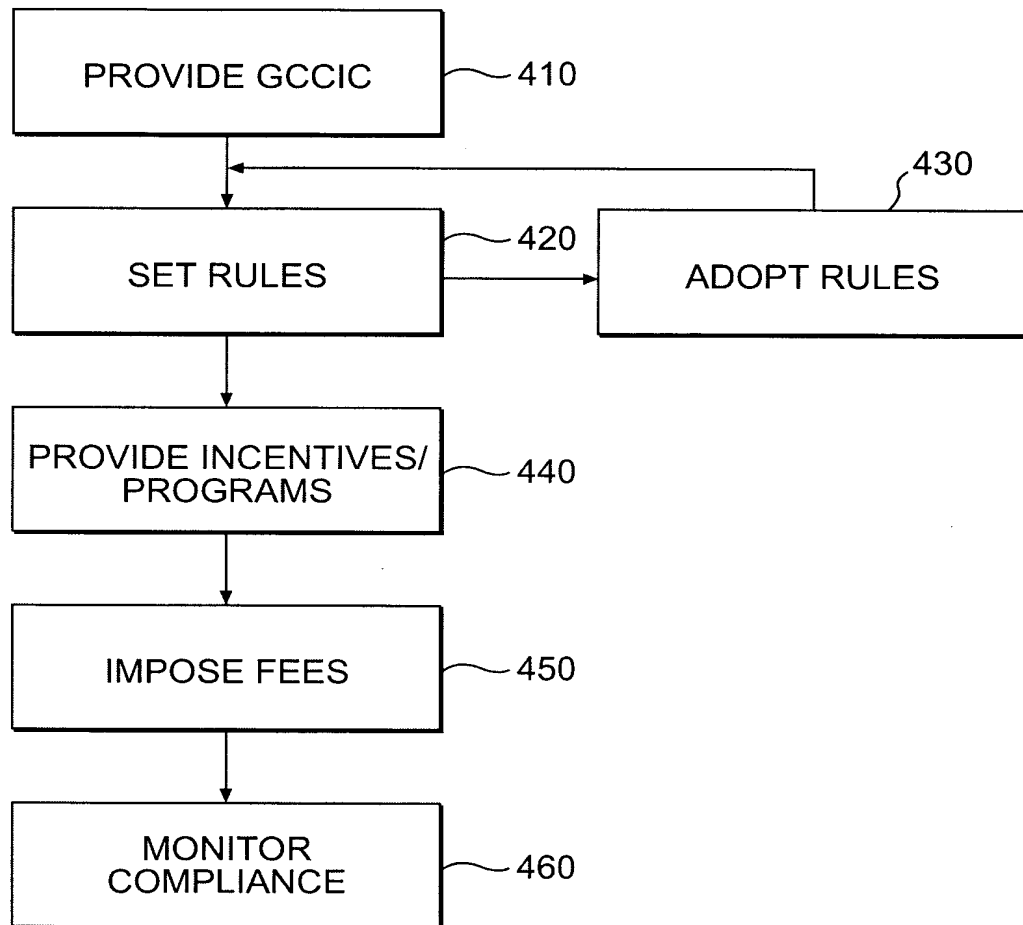 PROVIDE GCCIC
410
430
SET RULES
420
ADOPT RULES
PROVIDE INCENTIVES/
PROGRAMS
440
IMPOSE FEES
450
MONITOR
COMPLIANCE
460